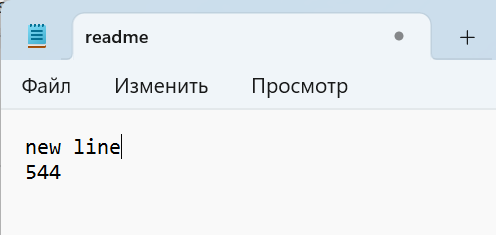 readme
Файл Изменить Просмотр
new line
544